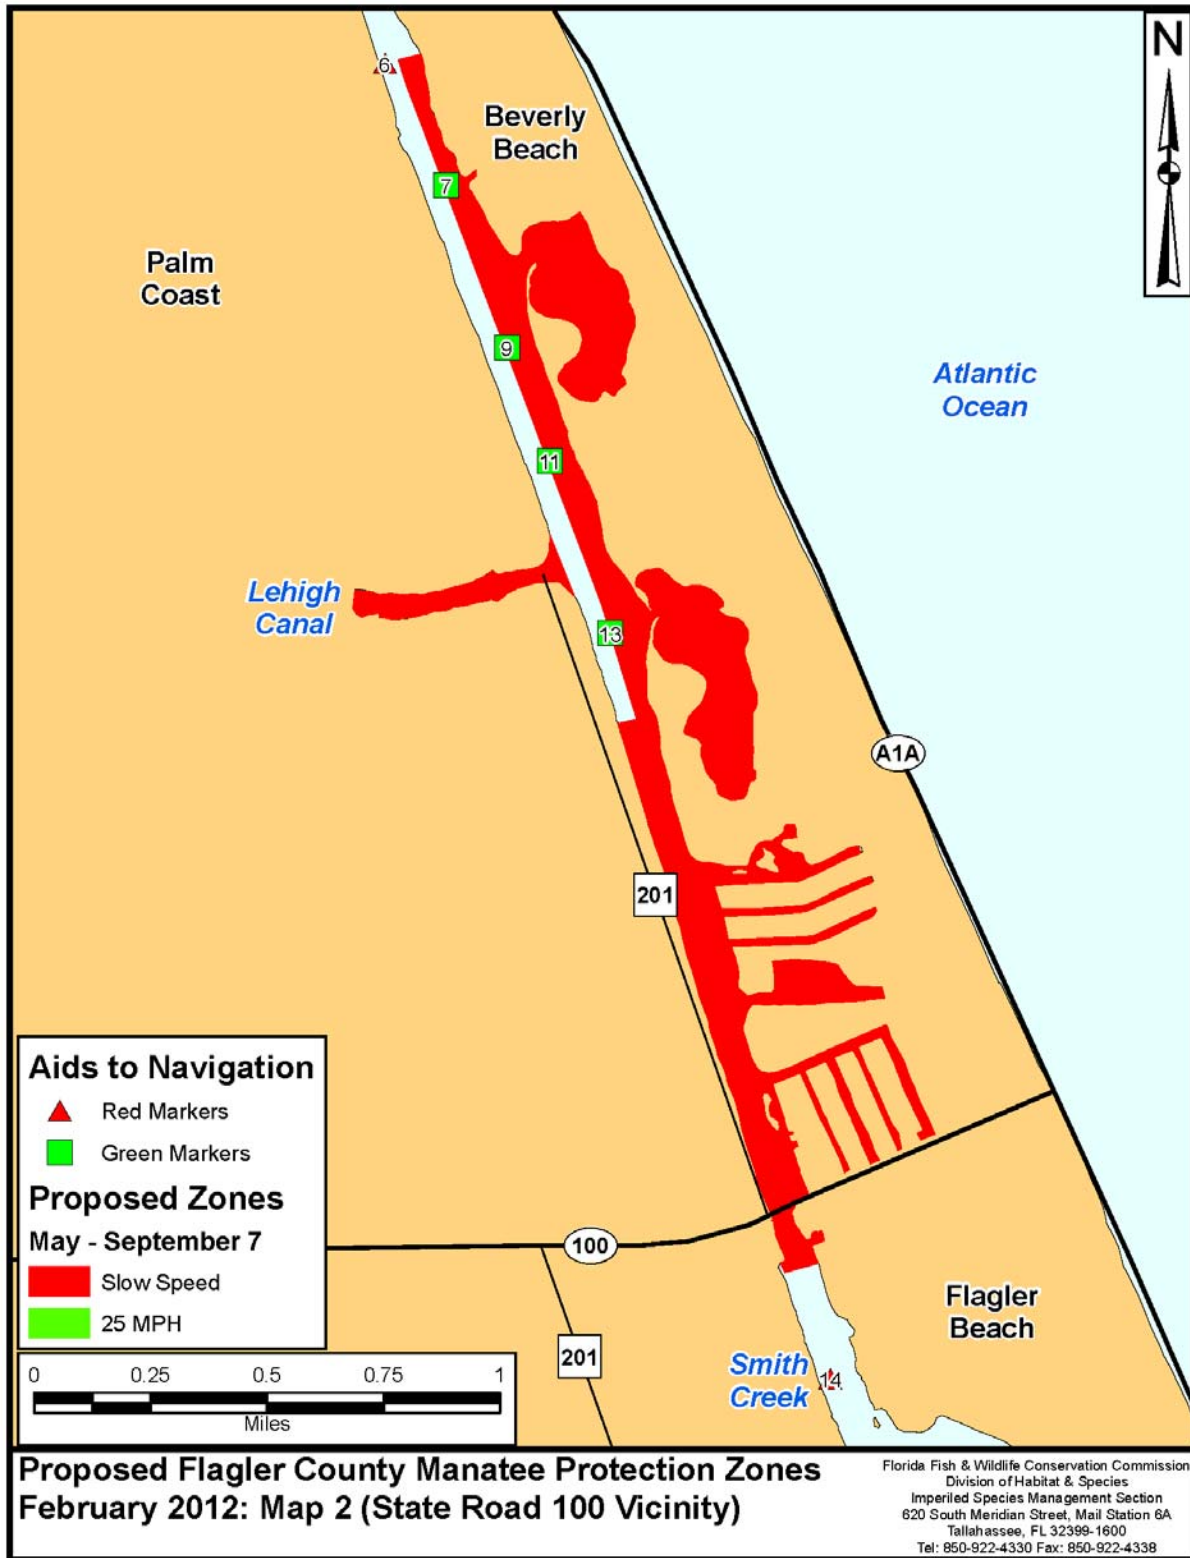 N
6
Beverly
Beach
7
Palm
Coast
9
Atlantic
Ocean
11
Lehigh
Canal
13
A1A
201
Aids to Navigation
Red Markers
Green Markers
Proposed Zones
May - September 7
Slow Speed
25 MPH
100
Flagler
Beach
201
Smith
Creek
14
0 0.25 0.5 0.75 1
Miles
Proposed Flagler County Manatee Protection Zones
February 2012: Map 2 (State Road 100 Vicinity)
Florida Fish & Wildlife Conservation Commission
Division of Habitat & Species
Imperiled Species Management Section
620 South Meridian Street, Mail Station 6A
Tallahassee, FL 32399-1600
Tel: 850-922-4330 Fax: 850-922-4338